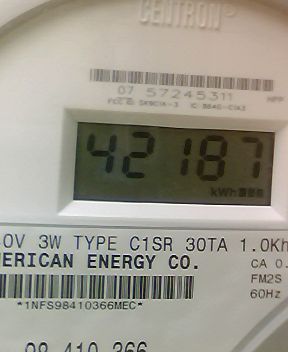 CENTRON®
07 57245311
42187
kWh
0V 3W TYPE C1SR 30TA 1.0Kh
ERICAN ENERGY CO.
CA 0.
FM2S
60Hz
*1NFS98410366MEC*
98 410 366